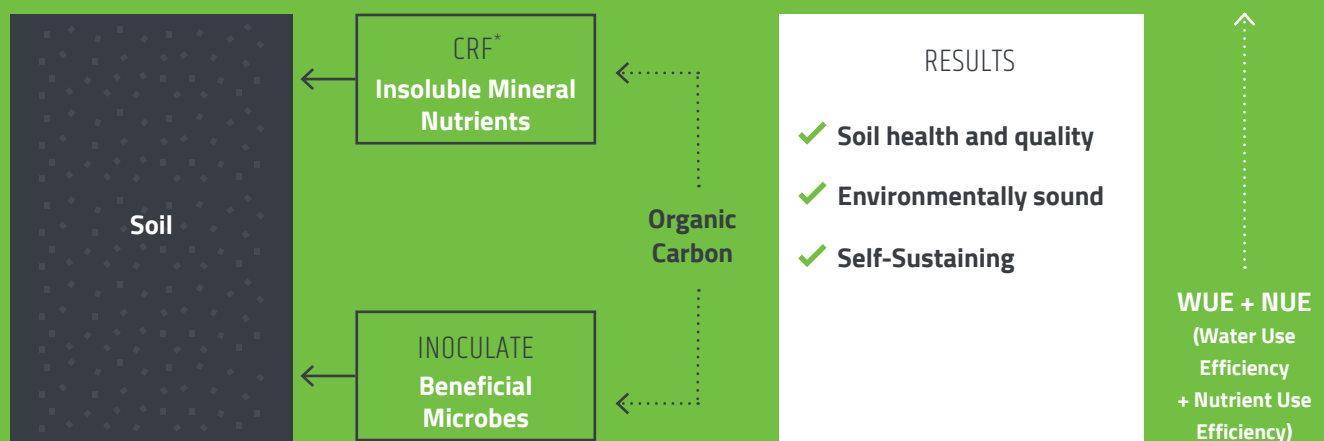 Soil
CRF*
Insoluble Mineral
Nutrients
INOCULATE
Beneficial
Microbes
Organic
Carbon
RESULTS
Soil health and quality
Environmentally sound
Self-Sustaining
WUE + NUE
(Water Use
Efficiency
+ Nutrient Use
Efficiency)